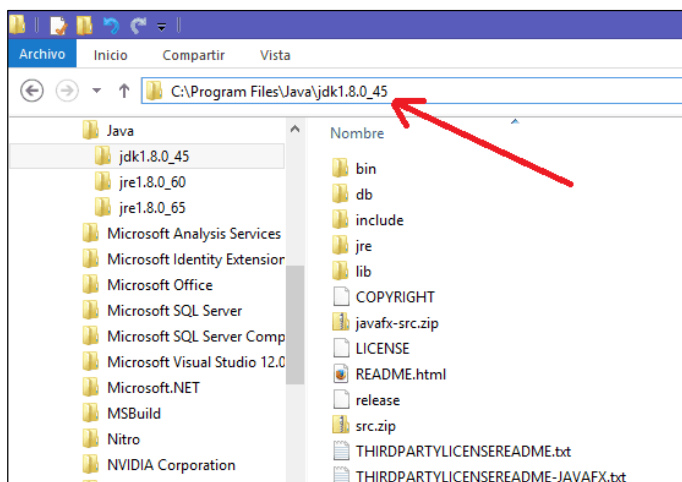 Archivo Inicio Compartir Vista
C:\Program Files\Java\jdk1.8.0_45
Java
jdk1.8.0_45
jre1.8.0_60
jre1.8.0_65
Microsoft Analysis Services
Microsoft Identity Extension
Microsoft Office
Microsoft SQL Server
Microsoft SQL Server Comp
Microsoft Visual Studio 12.0
Microsoft.NET
MSBuild
Nitro
NVIDIA Corporation
Nombre
bin
db
include
jre
lib
COPYRIGHT
javafx-src.zip
LICENSE
README.html
release
src.zip
THIRDPARTYLICENSEREADME.txt
THIRDPARTYLICENSEREADME-JAVAFX.txt